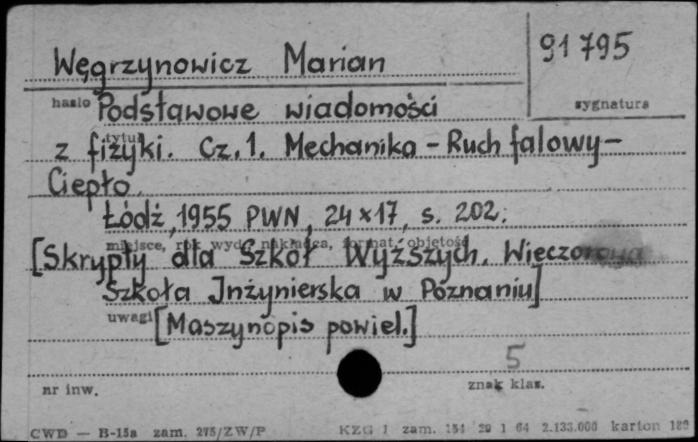 Węgrzynowicz Marian
91795
hasło
sygnatura
Podstawowe wiadomości
tytuł
z fizyki. Cz. 1. Mechanika - Ruch falowy -
Ciepło.
Łódź, 1955 PWN, 24×17, s. 202.
miejsce, rok wyd., nakładca, format, objętość
[Skrypty dla Szkół Wyższych. Wieczorowa
Szkoła Inżynierska w Poznaniu]
uwagi
[Maszynopis powiel.]
5
nr inw.
znak klas.
CWD — B-15a zam. 275/ZW/P
KZG 1 zam. 154 29 1 64 2.133.000 karton